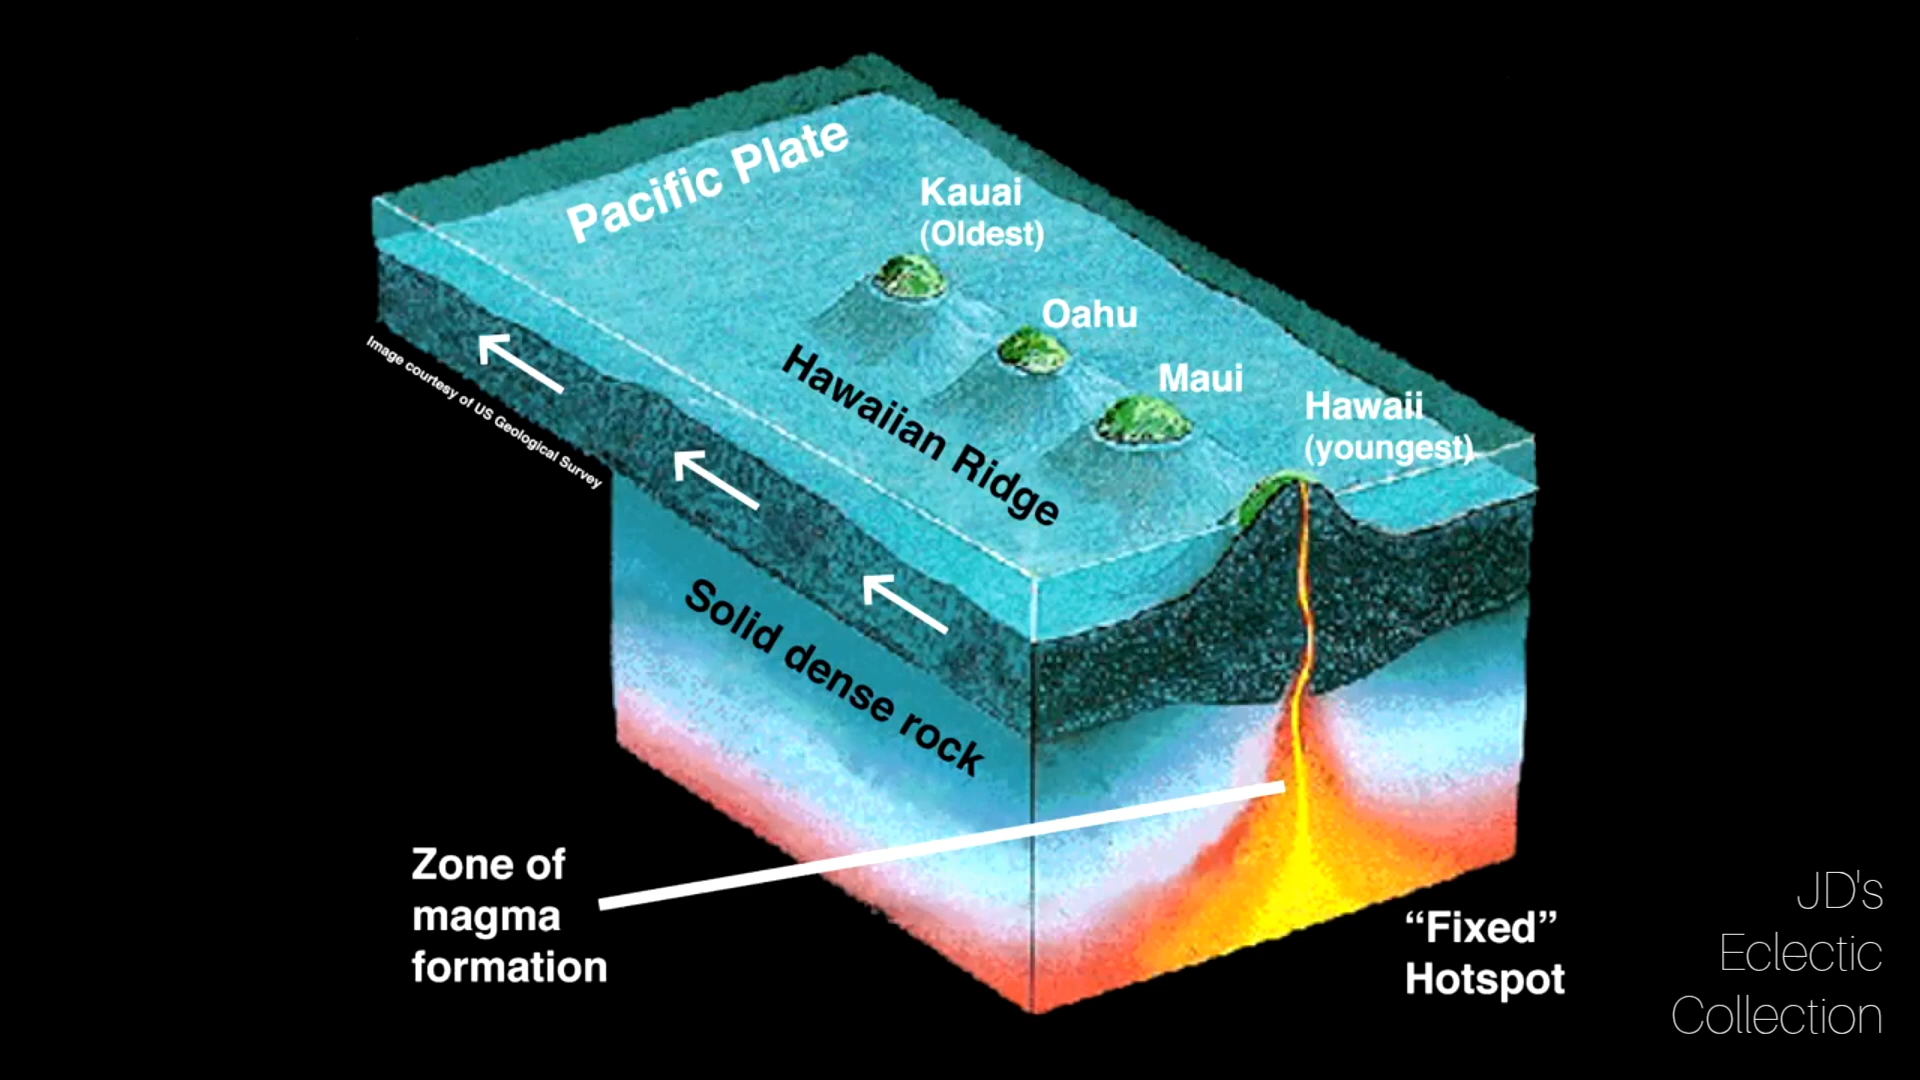 Pacific Plate
Kauai
(Oldest)
Oahu
Maui
Hawaii
(youngest)
Hawaiian Ridge
Image courtesy of US Geological Survey
Solid dense rock
Zone of
magma
formation
“Fixed”
Hotspot
JD's
Eclectic
Collection